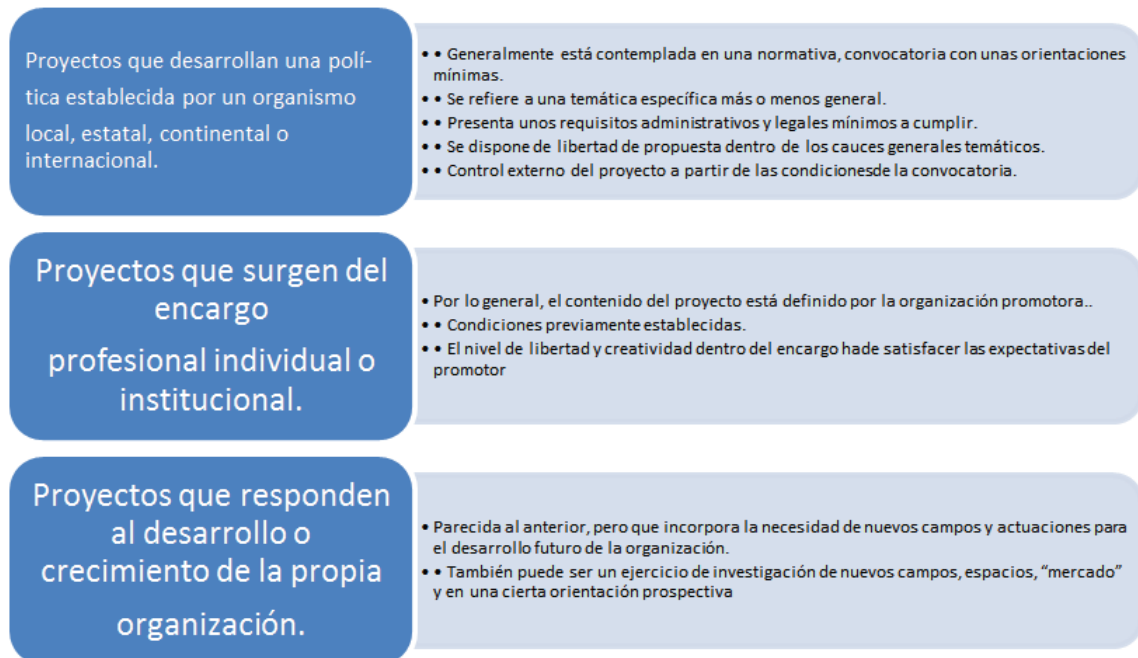 Proyectos que desarrollan una polí-
tica establecida por un organismo
local, estatal, continental o
internacional.
• • Generalmente está contemplada en una normativa, convocatoria con unas orientaciones
mínimas.
• • Se refiere a una temática específica más o menos general.
• • Presenta unos requisitos administrativos y legales mínimos a cumplir.
• • Se dispone de libertad de propuesta dentro de los cauces generales temáticos.
• • Control externo del proyecto a partir de las condicionesde la convocatoria.
Proyectos que surgen del
encargo
profesional individual o
institucional.
• Por lo general, el contenido del proyecto está definido por la organización promotora..
• • Condiciones previamente establecidas.
• • El nivel de libertad y creatividad dentro del encargo hade satisfacer las expectativas del
promotor
Proyectos que responden
al desarrollo o
crecimiento de la propia
organización.
• Parecida al anterior, pero que incorpora la necesidad de nuevos campos y actuaciones para
el desarrollo futuro de la organización.
• • También puede ser un ejercicio de investigación de nuevos campos, espacios, “mercado”
y en una cierta orientación prospectiva